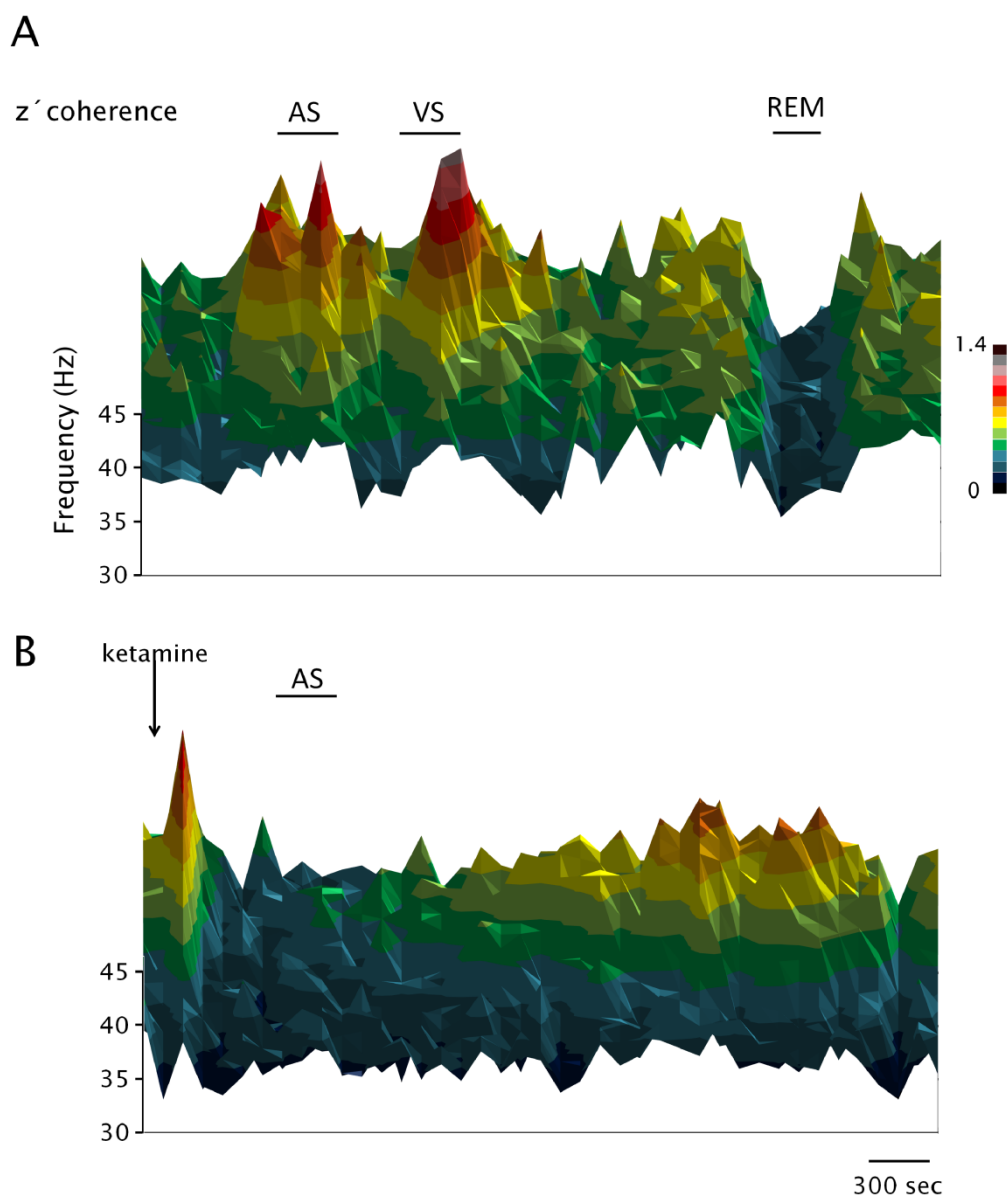 A
z´coherence
AS
VS
REM
Frequency (Hz)
45
40
35
30
1.4
0
B
ketamine
AS
45
40
35
30
300 sec